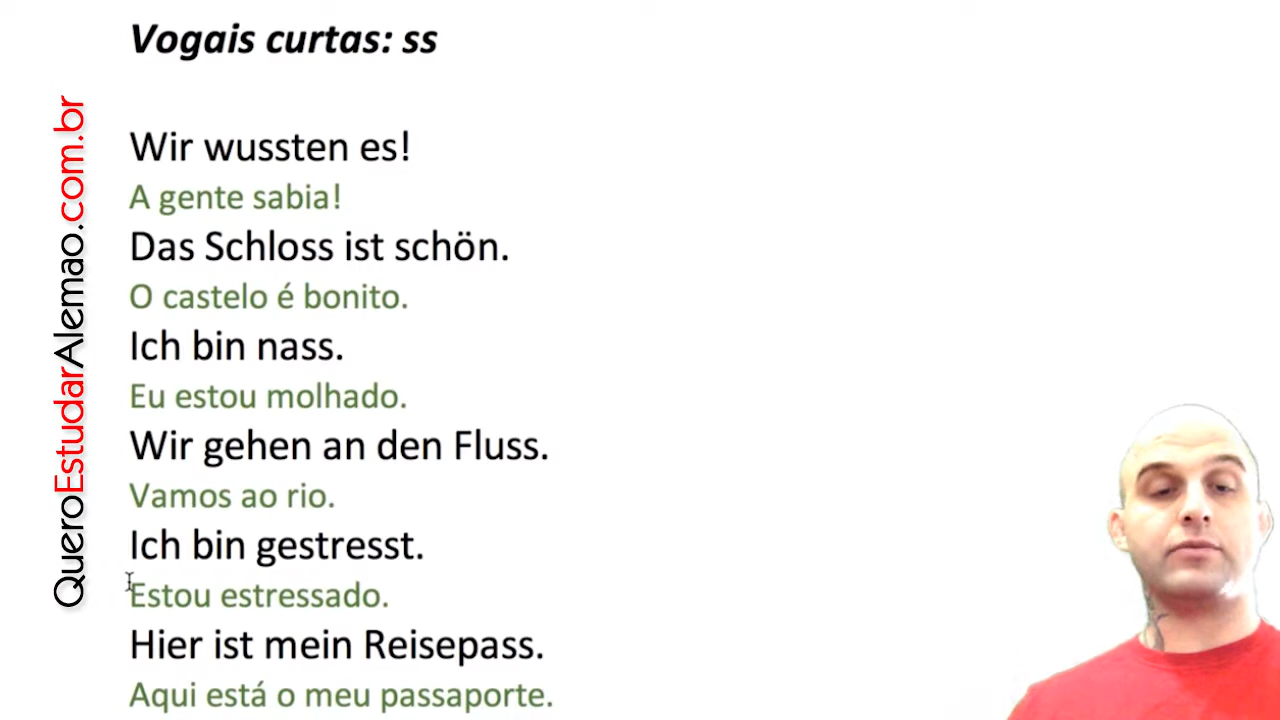 Vogais curtas: ss
QueroEstudarAlemao.com.br
Wir wussten es!
A gente sabia!
Das Schloss ist schön.
O castelo é bonito.
Ich bin nass.
Eu estou molhado.
Wir gehen an den Fluss.
Vamos ao rio.
Ich bin gestresst.
Estou estressado.
Hier ist mein Reisepass.
Aqui está o meu passaporte.